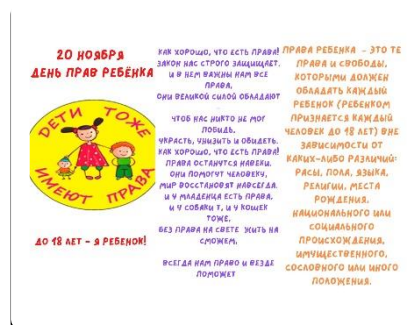 20 НОЯБРЯ
ДЕНЬ ПРАВ РЕБЁНКА
ДЕТИ ТОЖЕ
ИМЕЮТ ПРАВА
ДО 18 ЛЕТ - Я РЕБЕНОК!
КАК ХОРОШО, ЧТО ЕСТЬ ПРАВА!
ЗАКОН НАС СТРОГО ЗАЩИЩАЕТ.
И В НЕМ ВАЖНЫ НАМ ВСЕ
ПРАВА,
ОНИ ВЕЛИКОЙ СИЛОЙ ОБЛАДАЮТ
.
ЧТОБ НАС НИКТО НЕ МОГ
ПОБИДЬ,
УКРАСТЬ, УНИЗИТЬ И ОБИДЕТЬ.
КАК ХОРОШО, ЧТО ЕСТЬ ПРАВА!
ПРАВА ОСТАНУТСЯ НАВЕКИ.
ОНИ ПОМОГУТ ЧЕЛОВЕКУ,
МИР ВОССТАНОВЯТ НАВСЕГДА.
И У МЛАДЕНЦА ЕСТЬ ПРАВА,
И У СОБАКИ Т, И У КОШЕК
ТОЖЕ,
БЕЗ ПРАВА НА СВЕТЕ ЖИТЬ НА
СМОЖЕМ,
ВСЕГДА НАМ ПРАВО И ВЕЗДЕ
ПОМОЖЕТ
ПРАВА РЕБЕНКА - ЭТО ТЕ
ПРАВА И СВОБОДЫ,
КОТОРЫМИ ДОЛЖЕН
ОБЛАДАТЬ КАЖДЫЙ
РЕБЕНОК (РЕБЕНКОМ
ПРИЗНАЕТСЯ КАЖДЫЙ
ЧЕЛОВЕК ДО 18 ЛЕТ) ВНЕ
ЗАВИСИМОСТИ ОТ
КАКИХ-ЛИБО РАЗЛИЧИЙ:
РАСЫ, ПОЛА, ЯЗЫКА,
РЕЛИГИИ, МЕСТА
РОЖДЕНИЯ,
НАЦИОНАЛЬНОГО ИЛИ
СОЦИАЛЬНОГО
ПРОИСХОЖДЕНИЯ,
ИМУЩЕСТВЕННОГО,
СОСЛОВНОГО ИЛИ ИНОГО
ПОЛОЖЕНИЯ.